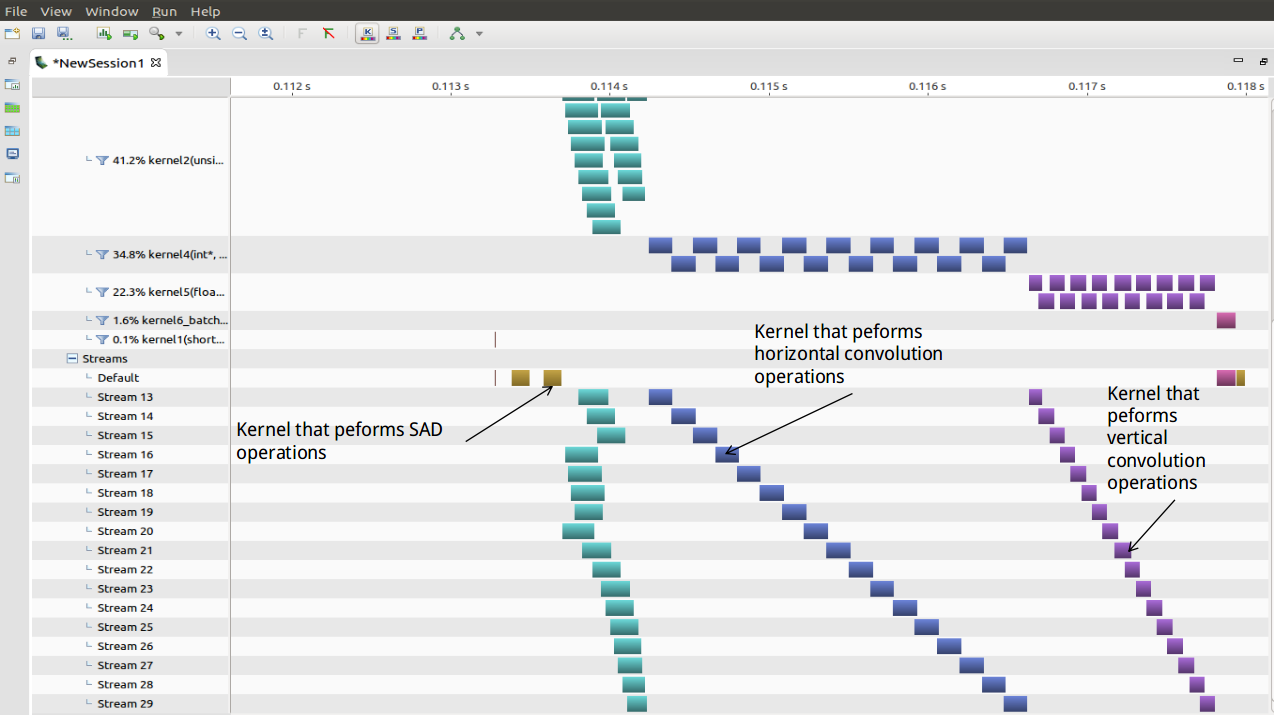 File View Window Run Help
*NewSession1
0.112 s 0.113 s 0.114 s 0.115 s 0.116 s 0.117 s 0.118 s
41.2% kernel2(unsi...
34.8% kernel4(int*, ...
22.3% kernel5(floa...
1.6% kernel6_batch...
0.1% kernel1(short...
Streams
Default
Stream 13
Stream 14
Stream 15
Stream 16
Stream 17
Stream 18
Stream 19
Stream 20
Stream 21
Stream 22
Stream 23
Stream 24
Stream 25
Stream 26
Stream 27
Stream 28
Stream 29
Kernel that peforms SAD
operations
Kernel that peforms
horizontal convolution
operations
Kernel that
peforms
vertical
convolution
operations
F
K
S
P